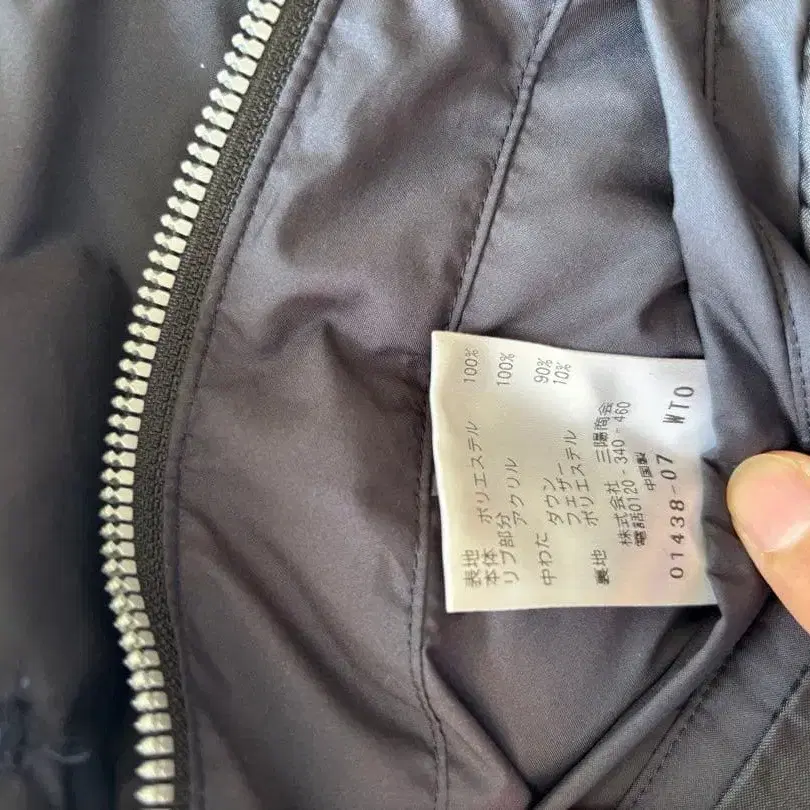 表地
本体 ポリエステル 100%
リブ部分 アクリル 100%
中わた ダウン 90%
フェザー 10%
裏地 ポリエステル
株式会社 三陽商会
電話0120-340-460
中国製
01438-07 WTO